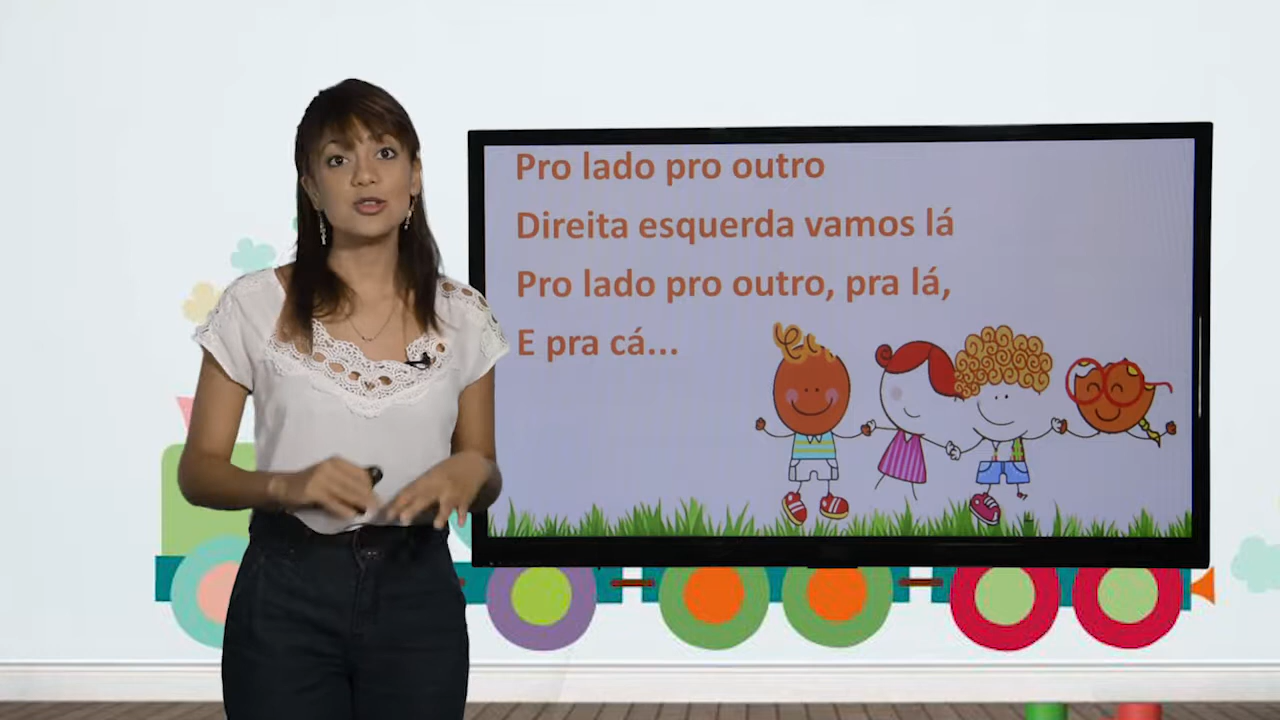 Pro lado pro outro
Direita esquerda vamos lá
Pro lado pro outro, pra lá,
E pra cá...